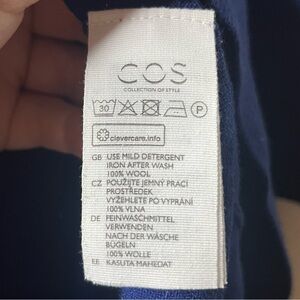 COS
COLLECTION OF STYLE
30 P
clevercare.info
GB USE MILD DETERGENT
IRON AFTER WASH
100% WOOL
CZ POUŽIJTE JEMNÝ PRACÍ
PROSTŘEDEK
VYŽEHLETE PO VYPRÁNÍ
100% VLNA
DE FEINWASCHMITTEL
VERWENDEN
NACH DER WÄSCHE
BÜGELN
100% WOLLE
EE KASUTA MAHEDAT